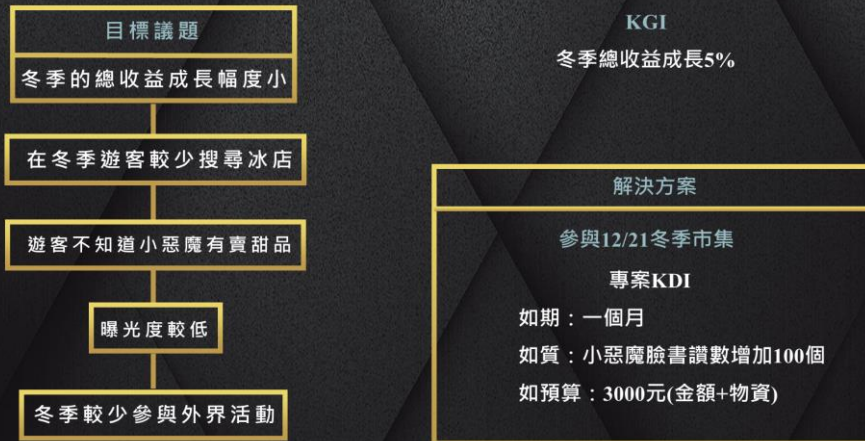 目標議題
冬季的總收益成長幅度小
在冬季遊客較少搜尋冰店
遊客不知道小惡魔有賣甜品
曝光度較低
冬季較少參與外界活動
KGI
冬季總收益成長5%
解決方案
參與12/21冬季市集
專案KDI
如期：一個月
如質：小惡魔臉書讚數增加100個
如預算：3000元(金額+物資)